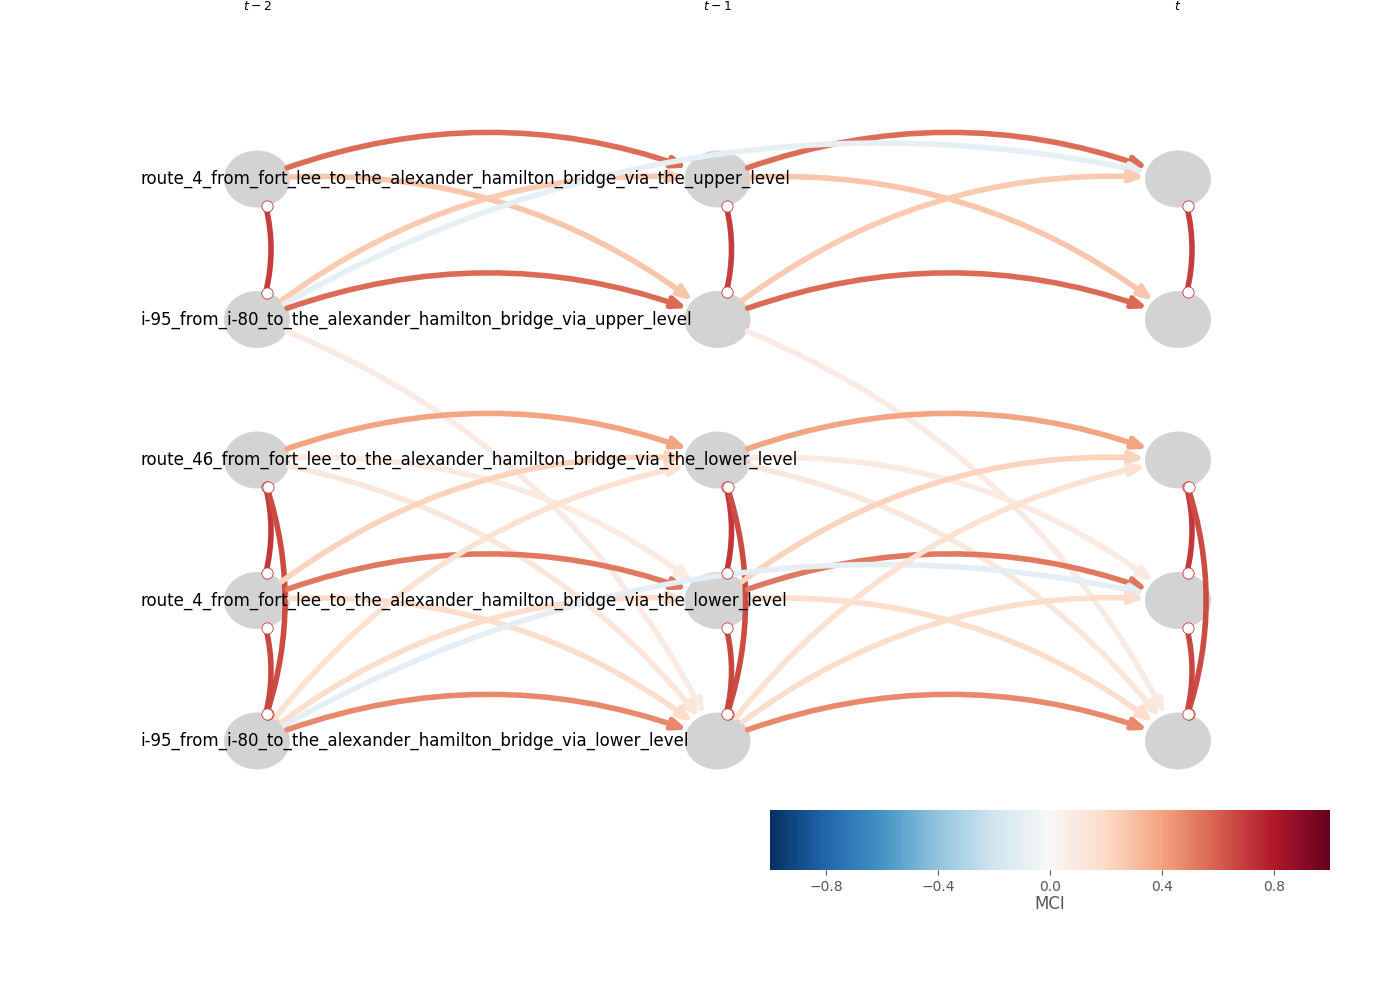 t − 2
t − 1
t
route_4_from_fort_lee_to_the_alexander_hamilton_bridge_via_the_upper_level
i-95_from_i-80_to_the_alexander_hamilton_bridge_via_upper_level
route_46_from_fort_lee_to_the_alexander_hamilton_bridge_via_the_lower_level
route_4_from_fort_lee_to_the_alexander_hamilton_bridge_via_the_lower_level
i-95_from_i-80_to_the_alexander_hamilton_bridge_via_lower_level
−0.8
−0.4
0.0
0.4
0.8
MCI